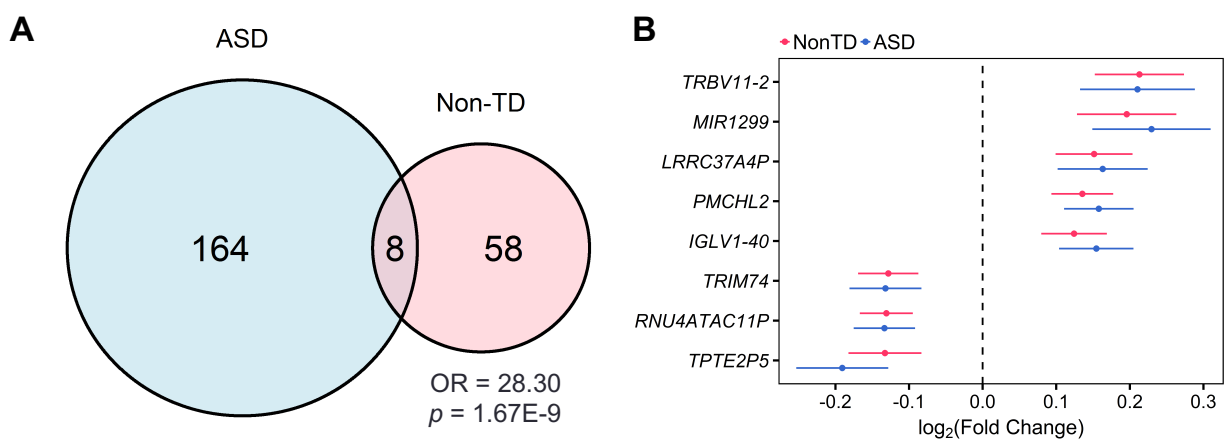 A
ASD
Non-TD
164
8
58
OR = 28.30
p = 1.67E-9
B
NonTD ASD
TRBV11-2
MIR1299
LRRC37A4P
PMCHL2
IGLV1-40
TRIM74
RNU4ATAC11P
TPTE2P5
-0.2 -0.1 0.0 0.1 0.2 0.3
log2(Fold Change)